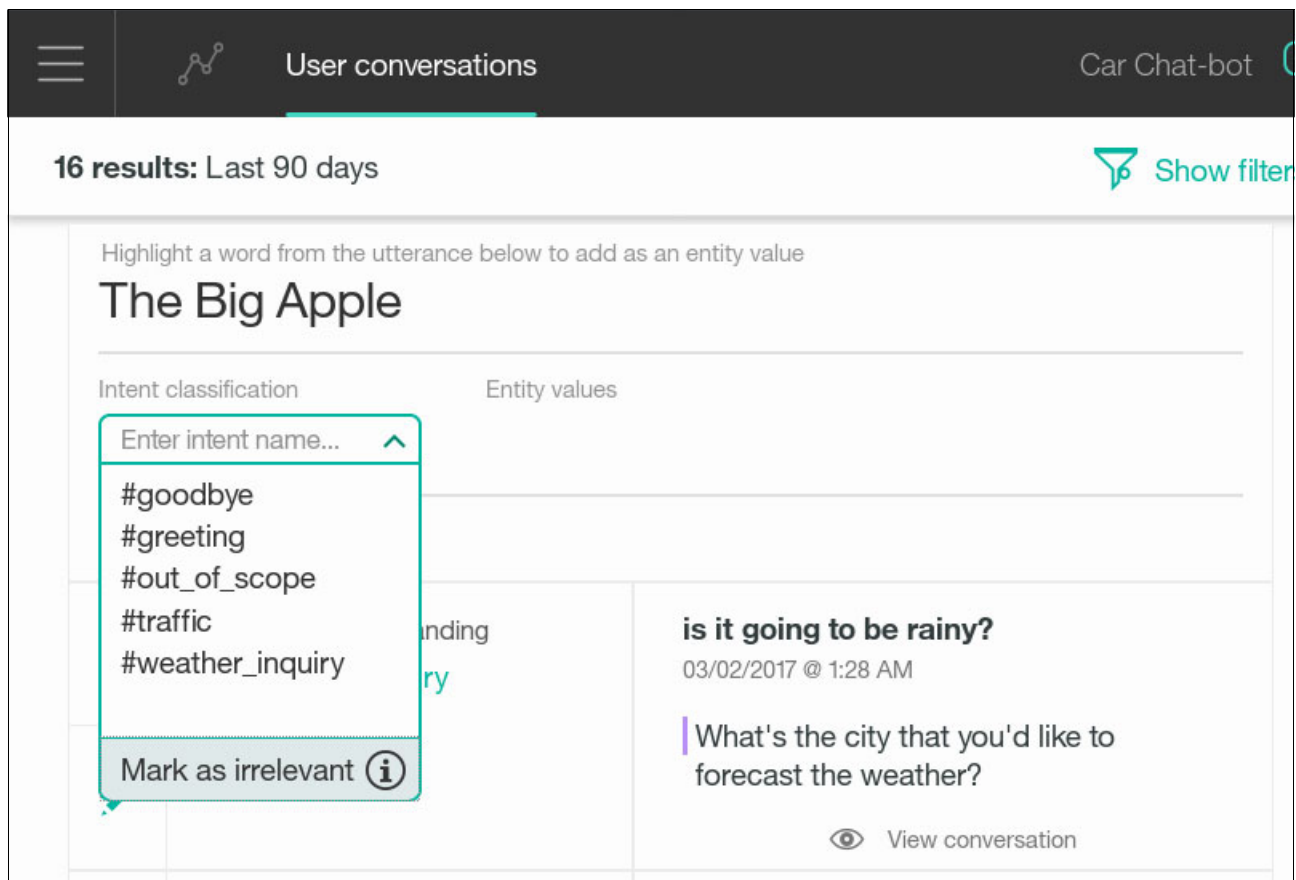 User conversations
Car Chat-bot
16 results: Last 90 days
Show filter
Highlight a word from the utterance below to add as an entity value
The Big Apple
Intent classification
Entity values
Enter intent name...
#goodbye
#greeting
#out_of_scope
#traffic
#weather_inquiry
Mark as irrelevant
anding
ry
is it going to be rainy?
03/02/2017 @ 1:28 AM
What's the city that you'd like to
forecast the weather?
View conversation